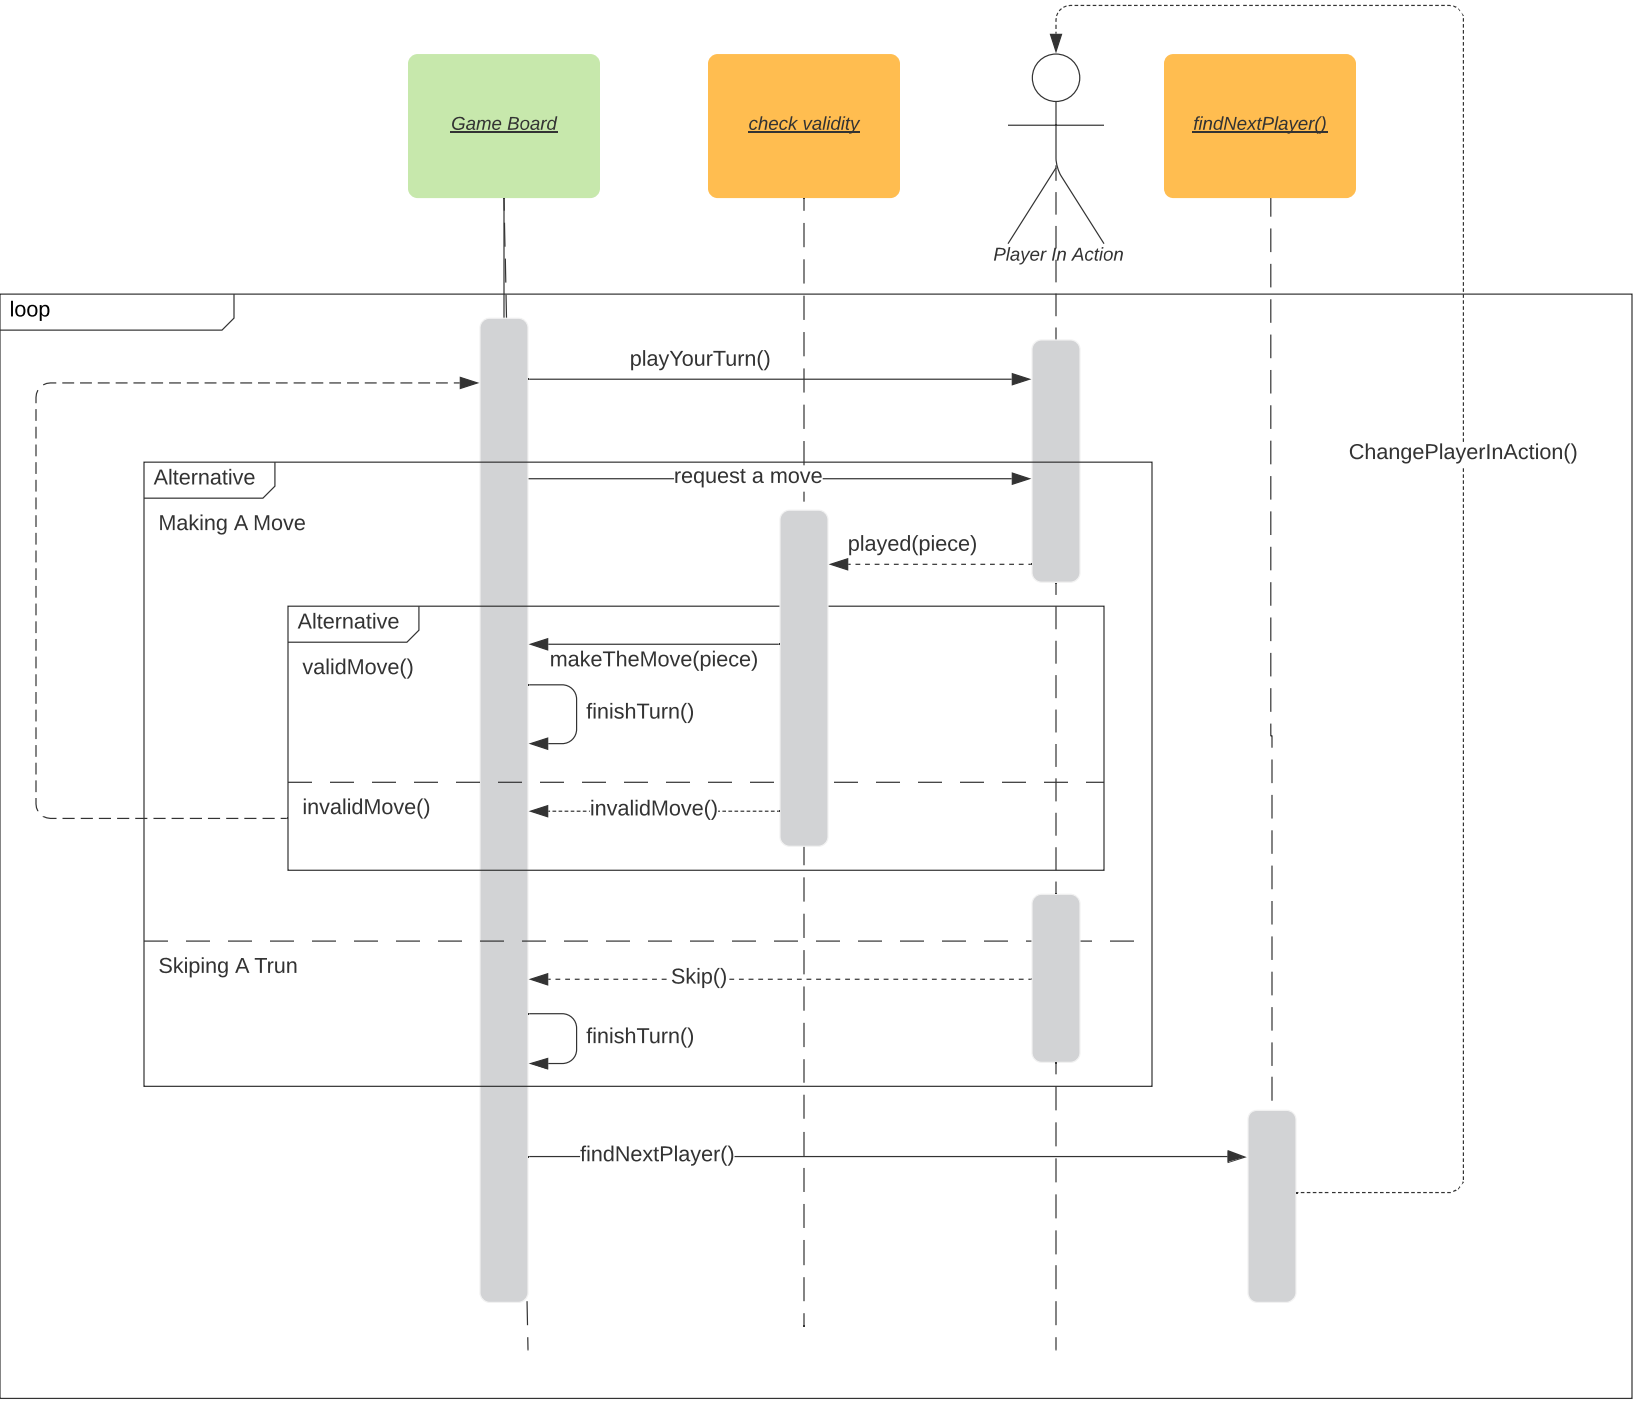 Game Board
check validity
findNextPlayer()
Player In Action
loop
playYourTurn()
ChangePlayerInAction()
Alternative
request a move
Making A Move
played(piece)
Alternative
makeTheMove(piece)
validMove()
finishTurn()
invalidMove()
invalidMove()
Skiping A Trun
Skip()
finishTurn()
findNextPlayer()